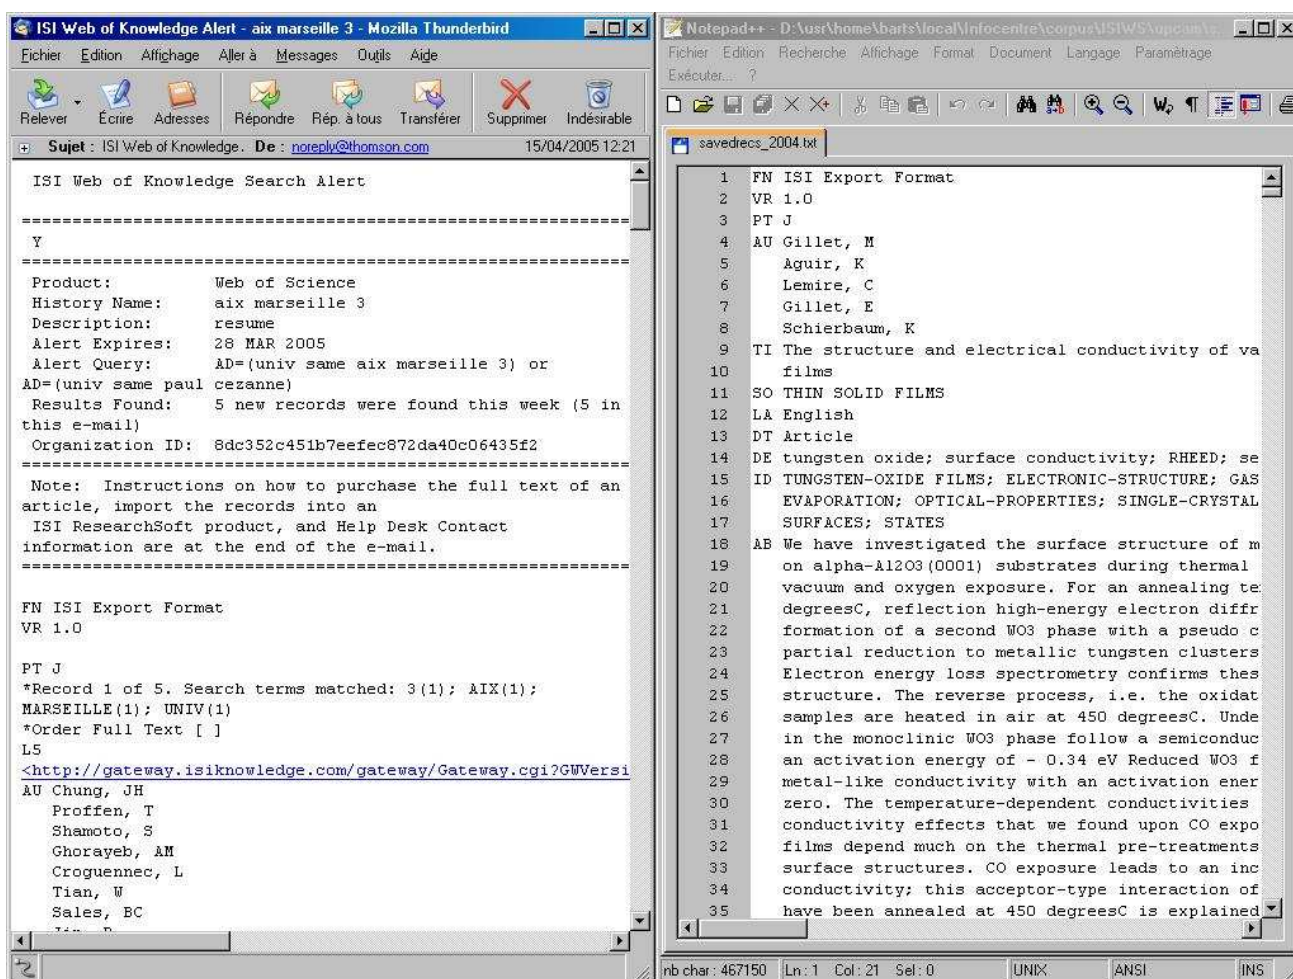 ISI Web of Knowledge Alert - aix marseille 3 - Mozilla Thunderbird
Fichier Edition Affichage Aller à Messages Outils Aide
Relever Écrire Adresses Répondre Rép. à tous Transférer Supprimer Indésirable
Sujet : ISI Web of Knowledge. De : noreply@thomson.com 15/04/2005 12:21
ISI Web of Knowledge Search Alert
================================================================
Y
================================================================
Product: Web of Science
History Name: aix marseille 3
Description: resume
Alert Expires: 28 MAR 2005
Alert Query: AD=(univ same aix marseille 3) or
AD=(univ same paul cezanne)
Results Found: 5 new records were found this week (5 in
this e-mail)
Organization ID: 8dc352c451b7eefec872da40c06435f2
================================================================
Note: Instructions on how to purchase the full text of an
article, import the records into an
ISI ResearchSoft product, and Help Desk Contact
information are at the end of the e-mail.
================================================================
FN ISI Export Format
VR 1.0
PT J
*Record 1 of 5. Search terms matched: 3(1); AIX(1);
MARSEILLE(1); UNIV(1)
*Order Full Text [ ]
L5
<http://gateway.isiknowledge.com/gateway/Gateway.cgi?GWVersi
AU Chung, JH
Proffen, T
Shamoto, S
Ghorayeb, AM
Croguennec, L
Tian, W
Sales, BC
Notepad++ - D:\usr\home\barts\local\Infocentre\corpus\ISIWS\upcam\s
Fichier Edition Recherche Affichage Format Document Langage Paramètrage
Exécuter... ?
savedrecs_2004.txt
1 FN ISI Export Format
2 VR 1.0
3 PT J
4 AU Gillet, M
5 Aguir, K
6 Lemire, C
7 Gillet, E
8 Schierbaum, K
9 TI The structure and electrical conductivity of va
10 films
11 SO THIN SOLID FILMS
12 LA English
13 DT Article
14 DE tungsten oxide; surface conductivity; RHEED; se
15 ID TUNGSTEN-OXIDE FILMS; ELECTRONIC-STRUCTURE; GAS
16 EVAPORATION; OPTICAL-PROPERTIES; SINGLE-CRYSTAL
17 SURFACES; STATES
18 AB We have investigated the surface structure of m
19 on alpha-Al2O3(0001) substrates during thermal
20 vacuum and oxygen exposure. For an annealing te
21 degreesC, reflection high-energy electron diffr
22 formation of a second WO3 phase with a pseudo c
23 partial reduction to metallic tungsten clusters
24 Electron energy loss spectrometry confirms thes
25 structure. The reverse process, i.e. the oxidat
26 samples are heated in air at 450 degreesC. Unde
27 in the monoclinic WO3 phase follow a semiconduc
28 an activation energy of - 0.34 eV Reduced WO3 f
29 metal-like conductivity with an activation ener
30 zero. The temperature-dependent conductivities
31 conductivity effects that we found upon CO expo
32 films depend much on the thermal pre-treatments
33 surface structures. CO exposure leads to an inc
34 conductivity; this acceptor-type interaction of
35 have been annealed at 450 degreesC is explained
nb char : 467150 Ln : 1 Col : 21 Sel : 0 UNIX ANSI INS